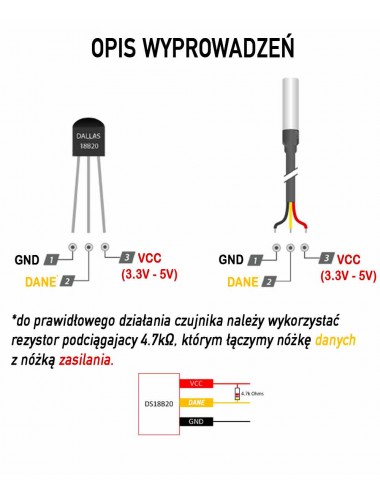 OPIS WYPROWADZEŃ
DALLAS
18B20
GND 1
DANE 2
3 VCC
(3.3V - 5V)
GND 1
DANE 2
3 VCC
(3.3V - 5V)
*do prawidłowego działania czujnika należy wykorzystać
rezystor podciągajacy 4.7kΩ, którym łączymy nóżkę danych
z nóżką zasilania.
DS18B20
VCC
DANE
GND
4.7k Ohms